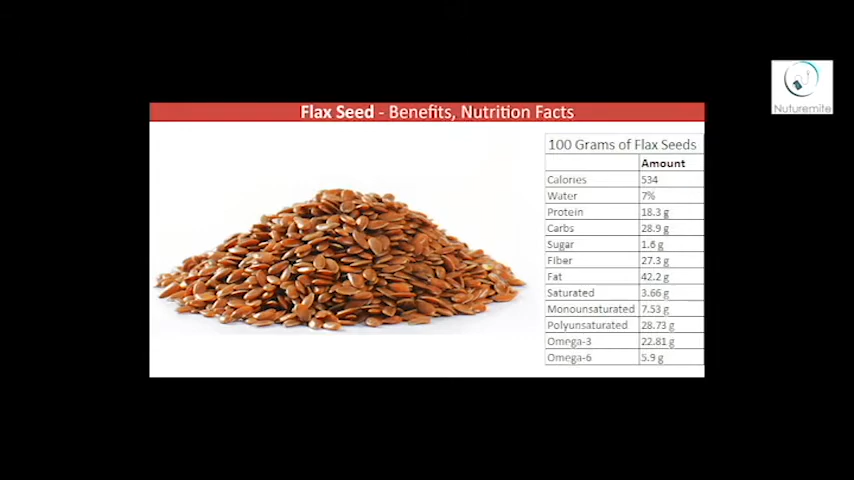 Nuturemite
Flax Seed - Benefits, Nutrition Facts
100 Grams of Flax Seeds
Amount
Calories 534
Water 7%
Protein 18.3 g
Carbs 28.9 g
Sugar 1.6 g
Fiber 27.3 g
Fat 42.2 g
Saturated 3.66 g
Monounsaturated 7.53 g
Polyunsaturated 28.73 g
Omega-3 22.81 g
Omega-6 5.9 g